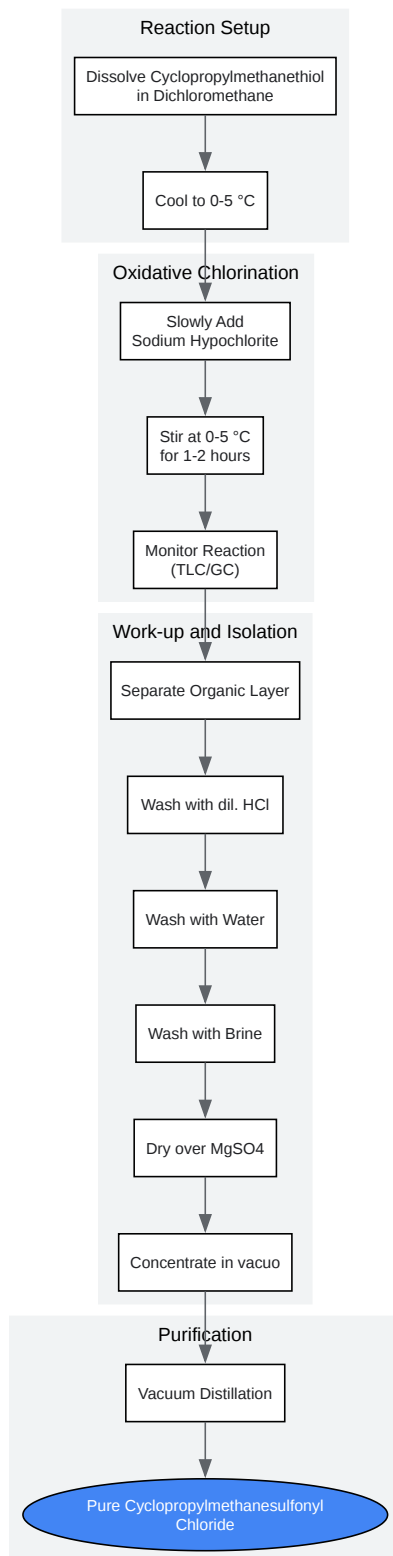 Reaction Setup
Dissolve Cyclopropylmethanethiol
in Dichloromethane
Cool to 0-5 °C
Oxidative Chlorination
Slowly Add
Sodium Hypochlorite
Stir at 0-5 °C
for 1-2 hours
Monitor Reaction
(TLC/GC)
Work-up and Isolation
Separate Organic Layer
Wash with dil. HCl
Wash with Water
Wash with Brine
Dry over MgSO4
Concentrate in vacuo
Purification
Vacuum Distillation
Pure Cyclopropylmethanesulfonyl
Chloride